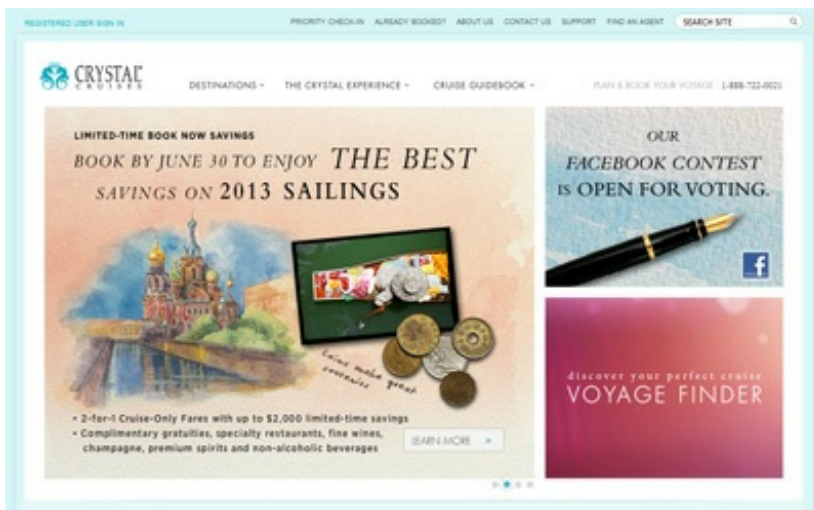 REGISTERED USER SIGN IN
PRIORITY CHECK-IN ALREADY BOOKED? ABOUT US CONTACT US SUPPORT FIND AN AGENT SEARCH SITE
CRYSTAL
CRUISES
DESTINATIONS THE CRYSTAL EXPERIENCE CRUISE GUIDEBOOK PLAN & BOOK YOUR VOYAGE 1-888-722-0021
LIMITED-TIME BOOK NOW SAVINGS
BOOK BY JUNE 30 TO ENJOY THE BEST
SAVINGS ON 2013 SAILINGS
Coins make great
souvenirs
• 2-for-1 Cruise-Only Fares with up to $2,000 limited-time savings
• Complimentary gratuities, specialty restaurants, fine wines,
champagne, premium spirits and non-alcoholic beverages
LEARN MORE »
OUR
FACEBOOK CONTEST
IS OPEN FOR VOTING.
f
discover your perfect cruise
VOYAGE FINDER